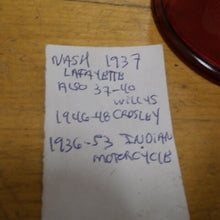 NASH 1937
LAFAYETTE
ALSO 37-40
WILLYS
1946-48 CROSLEY
1936-53 INDIAN
MOTORCYCLE